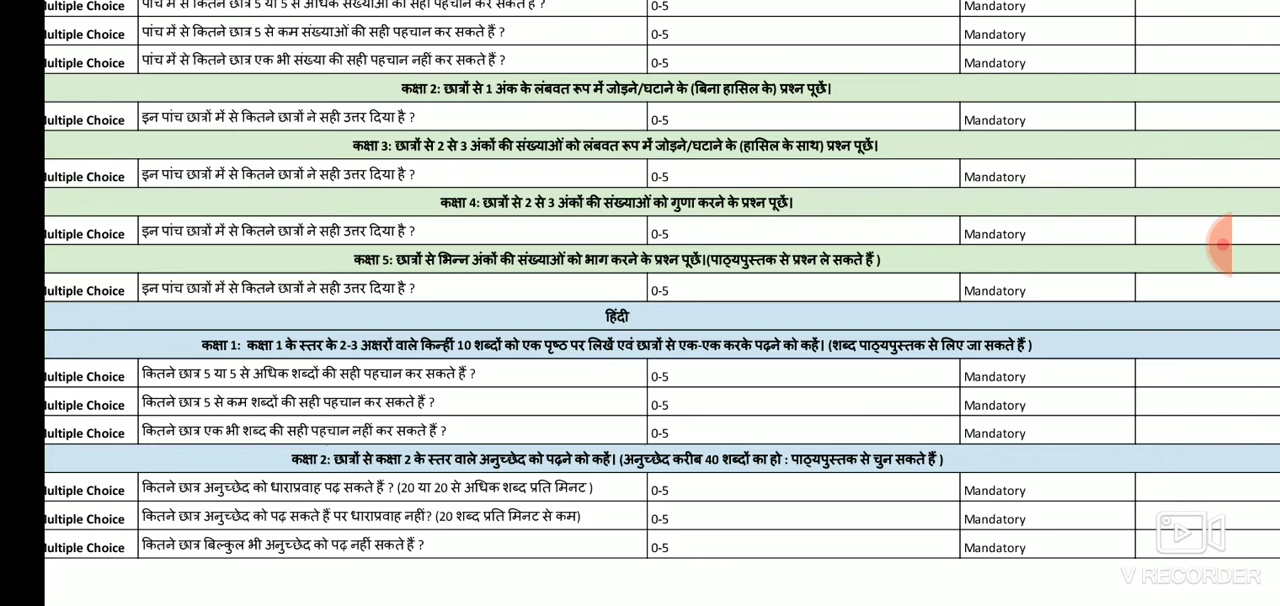 पांच में से कितने छात्र 5 या 5 से अधिक संख्याओं की सही पहचान कर सकते हैं ?
ultiple Choice 0-5 Mandatory
ultiple Choice पांच में से कितने छात्र 5 से कम संख्याओं की सही पहचान कर सकते हैं ? 0-5 Mandatory
ultiple Choice पांच में से कितने छात्र एक भी संख्या की सही पहचान नहीं कर सकते हैं ? 0-5 Mandatory
कक्षा 2: छात्रों से 1 अंक के लंबवत रूप में जोड़ने/घटाने के (बिना हासिल के) प्रश्न पूछें।
ultiple Choice इन पांच छात्रों में से कितने छात्रों ने सही उत्तर दिया है ? 0-5 Mandatory
कक्षा 3: छात्रों से 2 से 3 अंकों की संख्याओं को लंबवत रूप में जोड़ने/घटाने के (हासिल के साथ) प्रश्न पूछें।
ultiple Choice इन पांच छात्रों में से कितने छात्रों ने सही उत्तर दिया है ? 0-5 Mandatory
कक्षा 4: छात्रों से 2 से 3 अंकों की संख्याओं को गुणा करने के प्रश्न पूछें।
ultiple Choice इन पांच छात्रों में से कितने छात्रों ने सही उत्तर दिया है ? 0-5 Mandatory
कक्षा 5: छात्रों से भिन्न अंकों की संख्याओं को भाग करने के प्रश्न पूछें।(पाठ्यपुस्तक से प्रश्न ले सकते हैं )
ultiple Choice इन पांच छात्रों में से कितने छात्रों ने सही उत्तर दिया है ? 0-5 Mandatory
हिंदी
कक्षा 1: कक्षा 1 के स्तर के 2-3 अक्षरों वाले किन्हीं 10 शब्दों को एक पृष्ठ पर लिखें एवं छात्रों से एक-एक करके पढ़ने को कहें। (शब्द पाठ्यपुस्तक से लिए जा सकते हैं )
ultiple Choice कितने छात्र 5 या 5 से अधिक शब्दों की सही पहचान कर सकते हैं ? 0-5 Mandatory
ultiple Choice कितने छात्र 5 से कम शब्दों की सही पहचान कर सकते हैं ? 0-5 Mandatory
ultiple Choice कितने छात्र एक भी शब्द की सही पहचान नहीं कर सकते हैं ? 0-5 Mandatory
कक्षा 2: छात्रों से कक्षा 2 के स्तर वाले अनुच्छेद को पढ़ने को कहें। (अनुच्छेद करीब 40 शब्दों का हो : पाठ्यपुस्तक से चुन सकते हैं )
ultiple Choice कितने छात्र अनुच्छेद को धाराप्रवाह पढ़ सकते हैं ? (20 या 20 से अधिक शब्द प्रति मिनट ) 0-5 Mandatory
ultiple Choice कितने छात्र अनुच्छेद को पढ़ सकते हैं पर धाराप्रवाह नहीं? (20 शब्द प्रति मिनट से कम) 0-5 Mandatory
ultiple Choice कितने छात्र बिल्कुल भी अनुच्छेद को पढ़ नहीं सकते हैं ? 0-5 Mandatory
V RECORDER